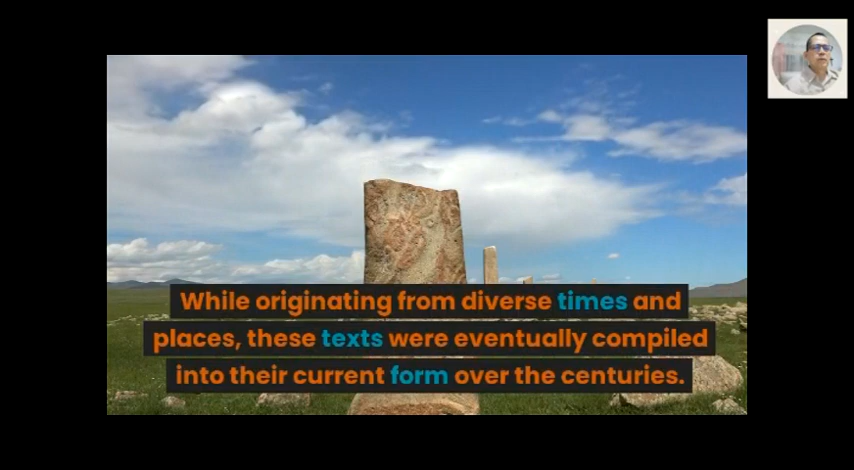 While originating from diverse times and
places, these texts were eventually compiled
into their current form over the centuries.